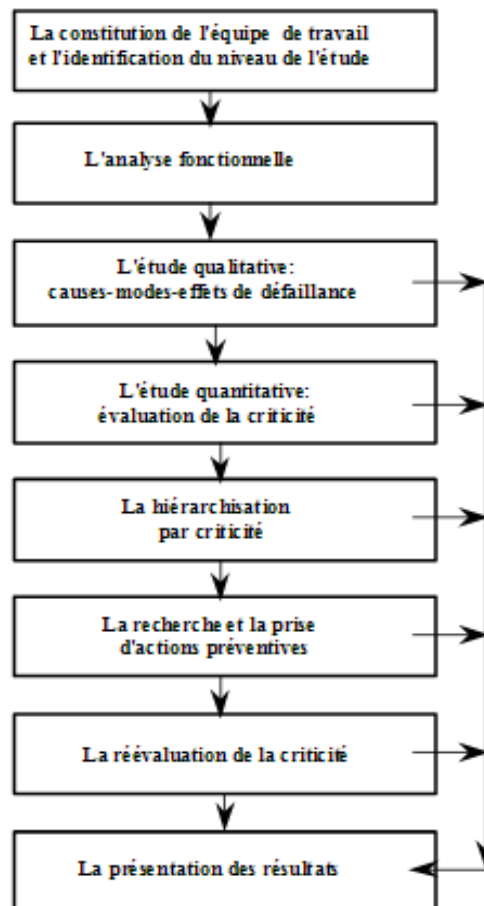 La constitution de l'équipe de travail
et l'identification du niveau de l'étude
L'analyse fonctionnelle
L'étude qualitative:
causes-modes-effets de défaillance
L'étude quantitative:
évaluation de la criticité
La hiérarchisation
par criticité
La recherche et la prise
d'actions préventives
La réévaluation de la criticité
La présentation des résultats